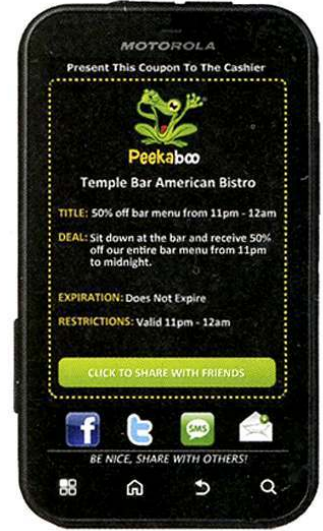 MOTOROLA
Present This Coupon To The Cashier
Peekaboo
Temple Bar American Bistro
TITLE: 50% off bar menu from 11pm - 12am
DEAL: Sit down at the bar and receive 50%
off our entire bar menu from 11pm
to midnight.
EXPIRATION: Does Not Expire
RESTRICTIONS: Valid 11pm - 12am
CLICK TO SHARE WITH FRIENDS
f
t
SMS
BE NICE, SHARE WITH OTHERS!